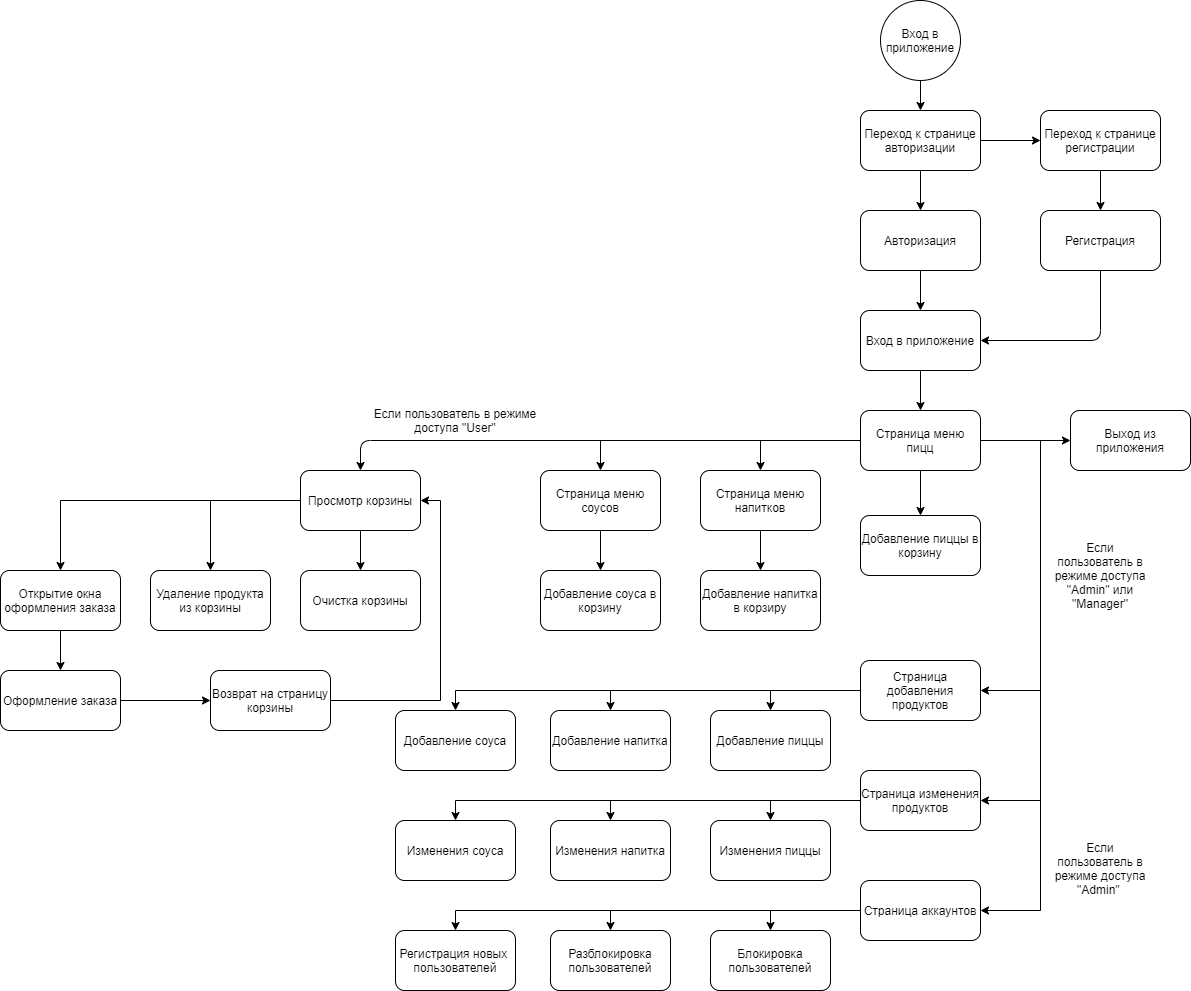 Вход в
приложение
Переход к странице
авторизации
Переход к странице
регистрации
Авторизация
Регистрация
Вход в приложение
Если пользователь в режиме
доступа "User"
Страница меню
пицц
Выход из
приложения
Просмотр корзины
Страница меню
соусов
Страница меню
напитков
Добавление пиццы в
корзину
Если
пользователь в
режиме доступа
"Admin" или
"Manager"
Открытие окна
оформления заказа
Удаление продукта
из корзины
Очистка корзины
Добавление соуса в
корзину
Добавление напитка
в корзиру
Оформление заказа
Возврат на страницу
корзины
Страница
добавления
продуктов
Добавление соуса
Добавление напитка
Добавление пиццы
Страница изменения
продуктов
Изменения соуса
Изменения напитка
Изменения пиццы
Если
пользователь в
режиме доступа
"Admin"
Страница аккаунтов
Регистрация новых
пользователей
Разблокировка
пользователей
Блокировка
пользователей